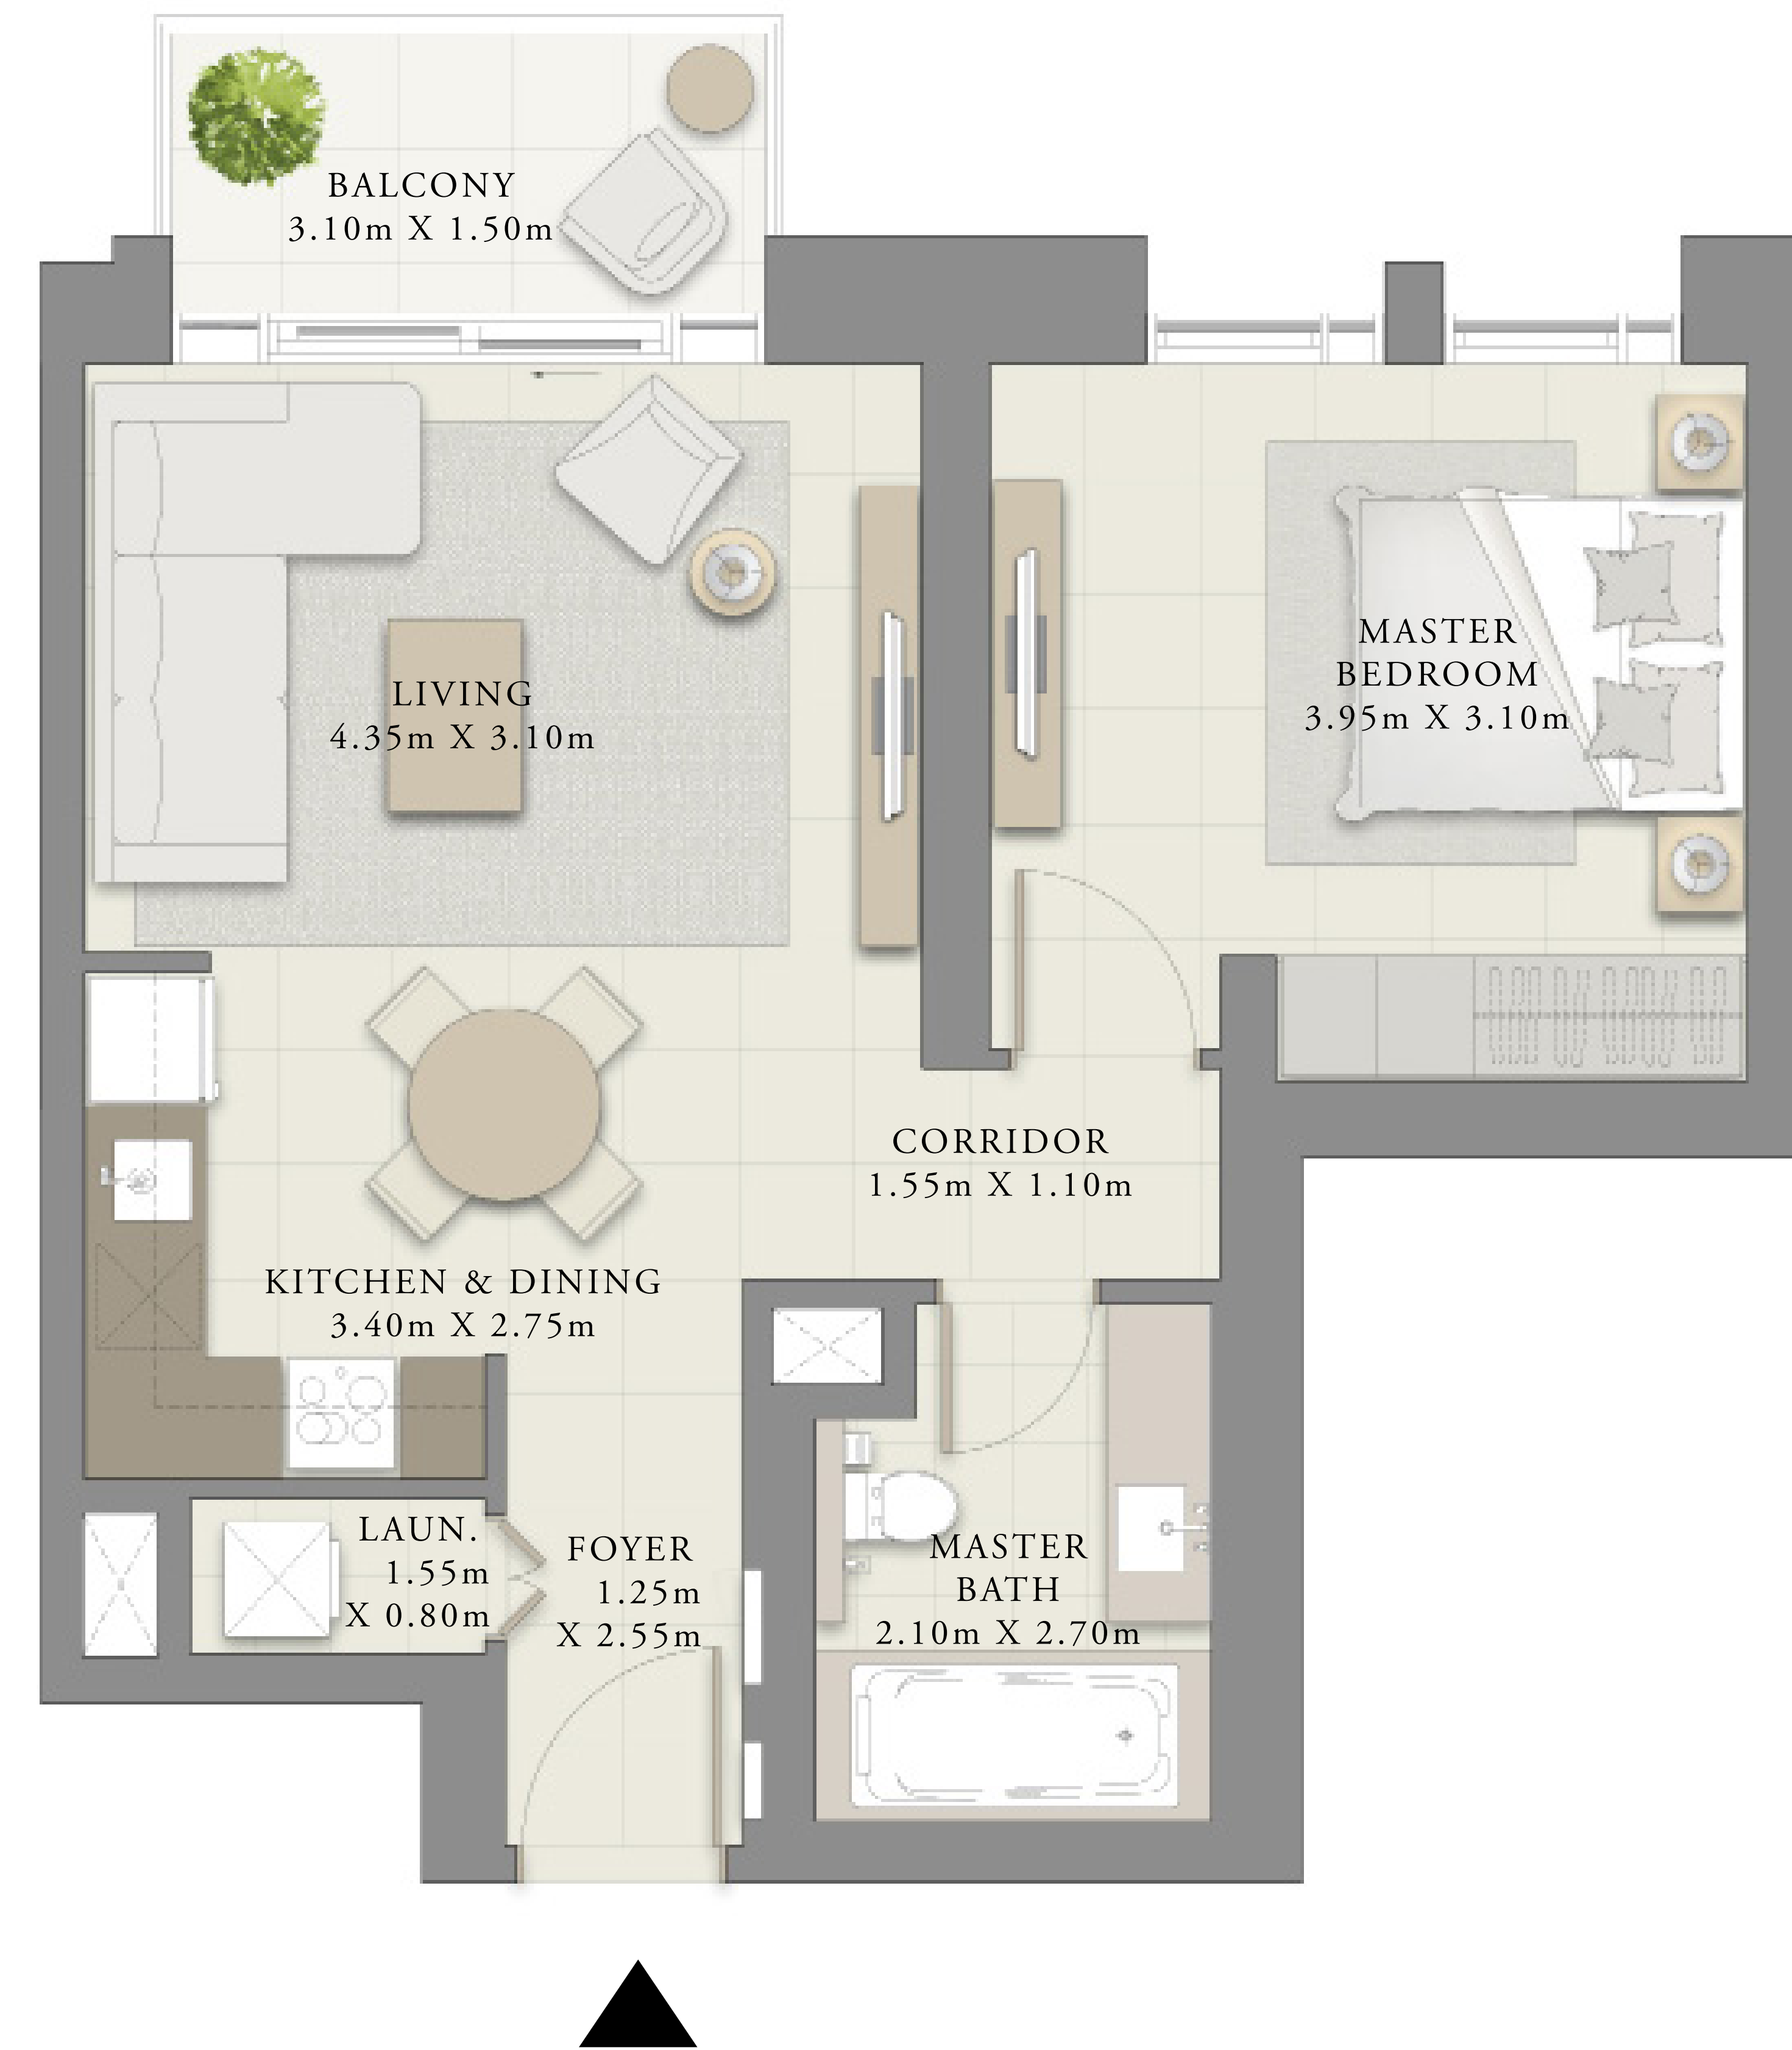 BALCONY
3.10m X 1.50m
LIVING
4.35m X 3.10m
MASTER
BEDROOM
3.95m X 3.10m
CORRIDOR
1.55m X 1.10m
KITCHEN & DINING
3.40m X 2.75m
LAUN.
1.55m
X 0.80m
FOYER
1.25m
X 2.55m
MASTER
BATH
2.10m X 2.70m